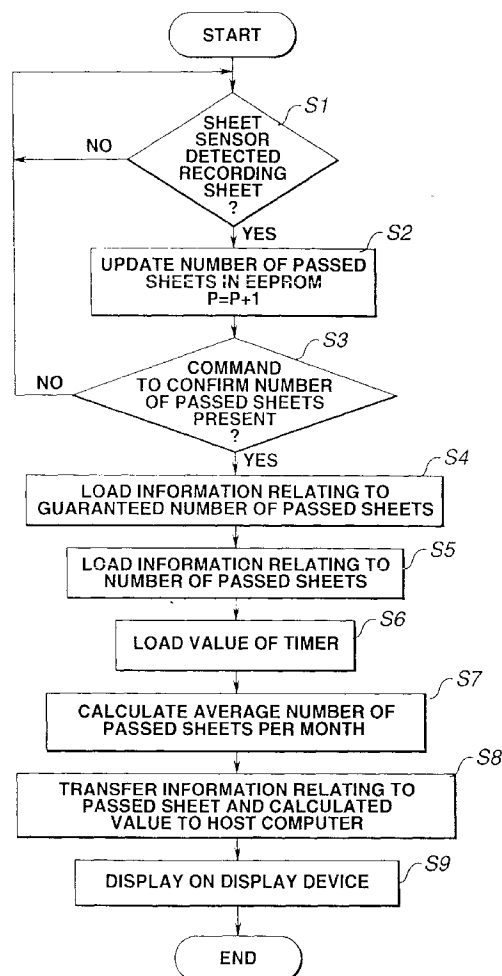 START
S1
SHEET
SENSOR
DETECTED
RECORDING
SHEET
?
NO
YES
S2
UPDATE NUMBER OF PASSED
SHEETS IN EEPROM
P=P+1
S3
COMMAND
TO CONFIRM NUMBER
OF PASSED SHEETS
PRESENT
?
NO
YES
S4
LOAD INFORMATION RELATING TO
GUARANTEED NUMBER OF PASSED SHEETS
S5
LOAD INFORMATION RELATING TO
NUMBER OF PASSED SHEETS
S6
LOAD VALUE OF TIMER
S7
CALCULATE AVERAGE NUMBER OF
PASSED SHEETS PER MONTH
S8
TRANSFER INFORMATION RELATING TO
PASSED SHEET AND CALCULATED
VALUE TO HOST COMPUTER
S9
DISPLAY ON DISPLAY DEVICE
END